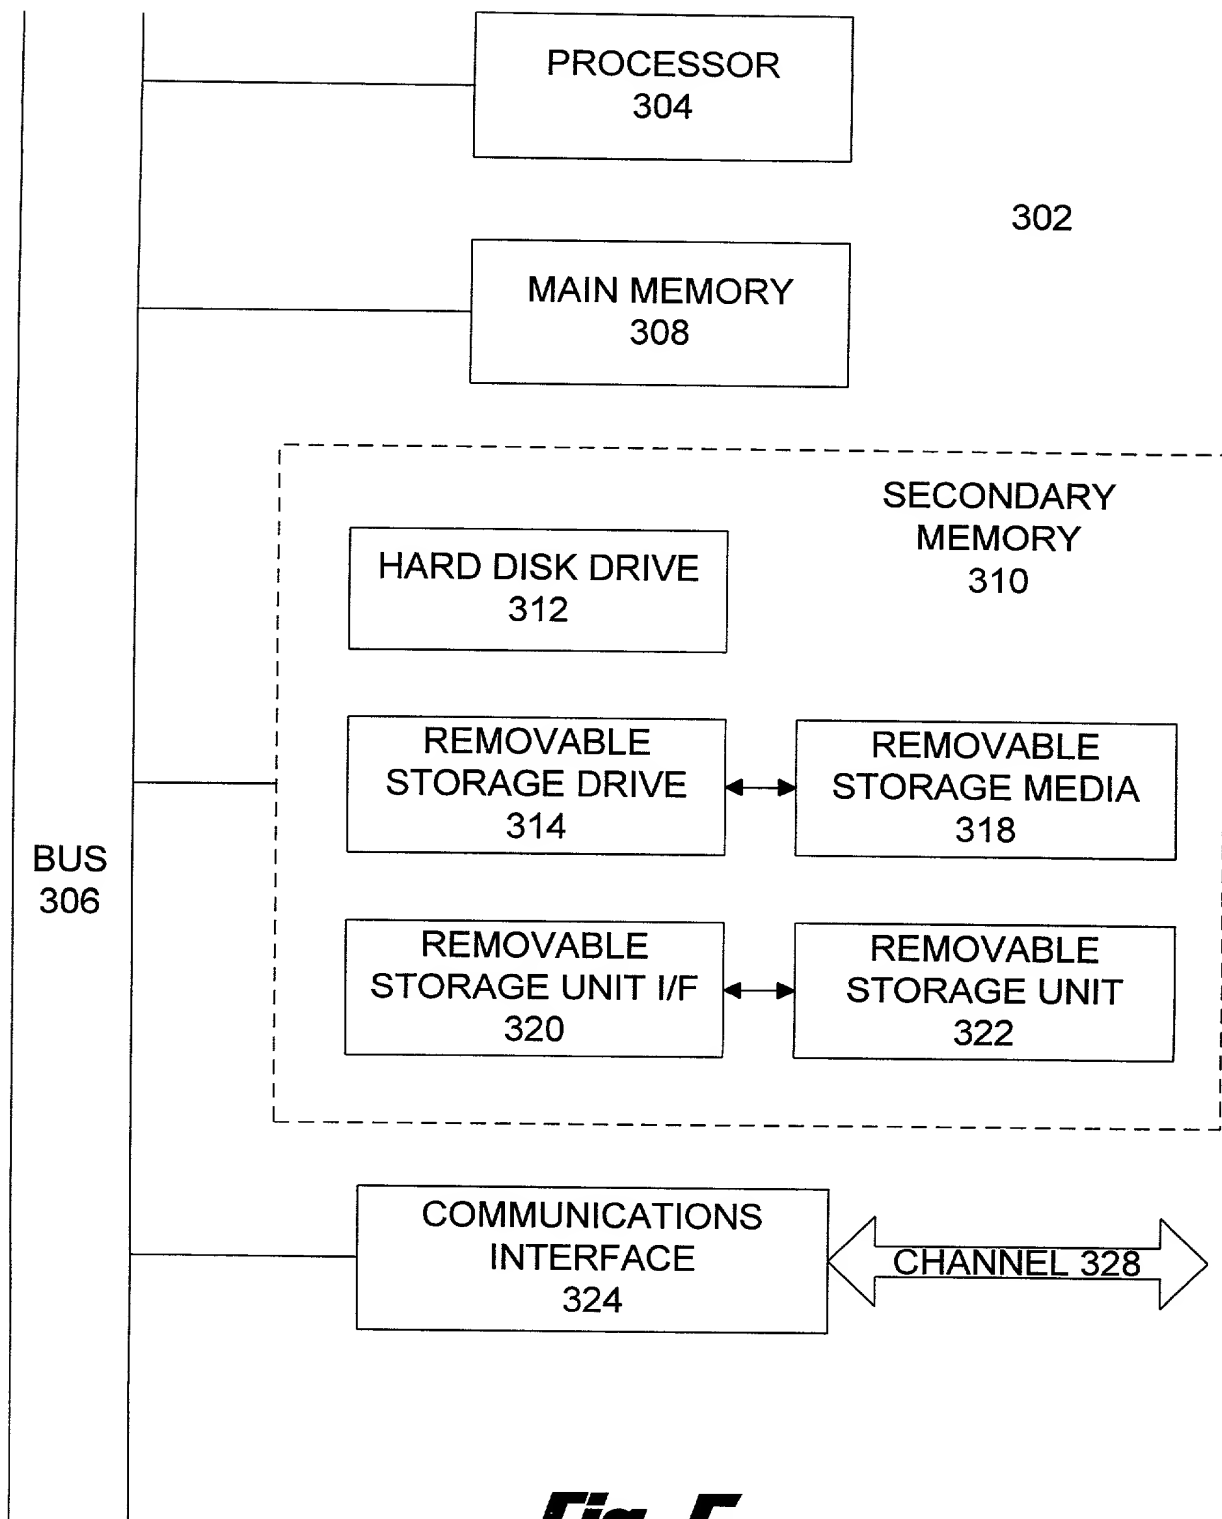 PROCESSOR
304
302
MAIN MEMORY
308
SECONDARY
MEMORY
310
HARD DISK DRIVE
312
REMOVABLE
STORAGE DRIVE
314
REMOVABLE
STORAGE MEDIA
318
BUS
306
REMOVABLE
STORAGE UNIT I/F
320
REMOVABLE
STORAGE UNIT
322
COMMUNICATIONS
INTERFACE
324
CHANNEL 328
Fig.